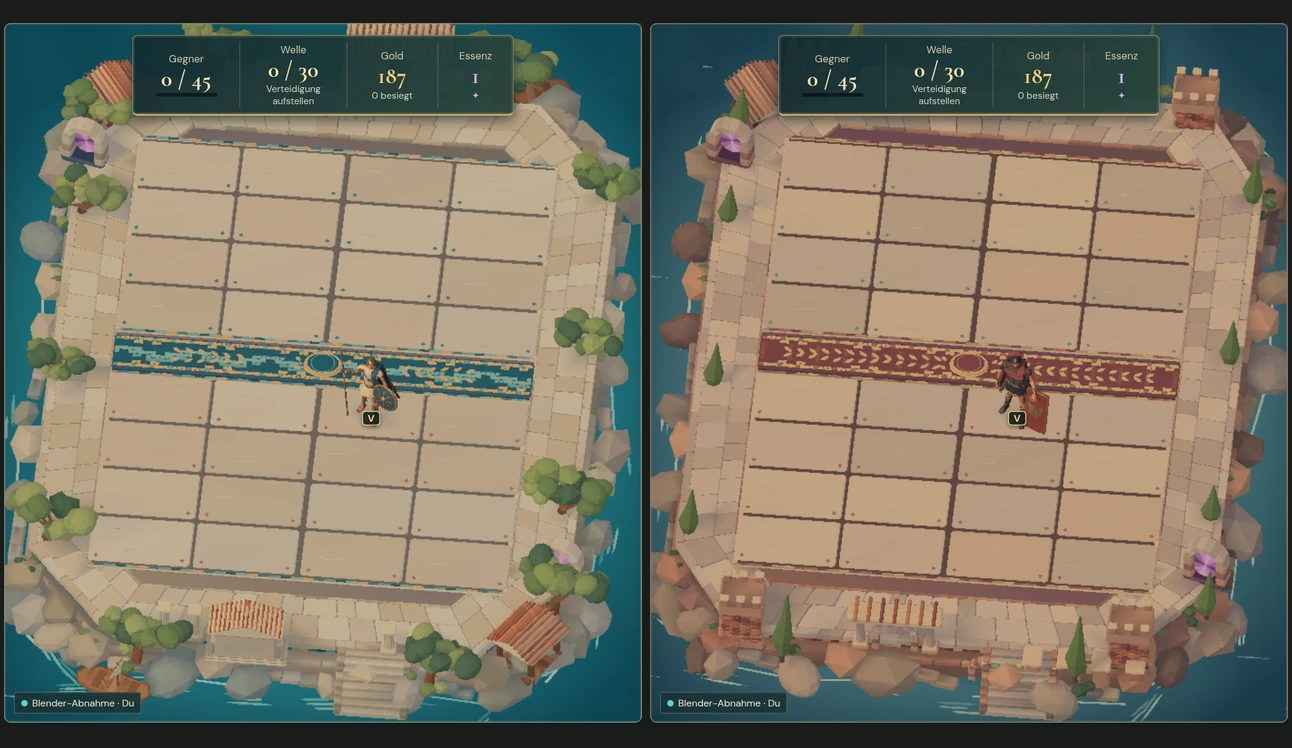 Gegner
0 / 45
Welle
0 / 30
Verteidigung
aufstellen
Gold
187
0 besiegt
Essenz
1
V
Blender-Abnahme · Du
Gegner
0 / 45
Welle
0 / 30
Verteidigung
aufstellen
Gold
187
0 besiegt
Essenz
1
V
Blender-Abnahme · Du